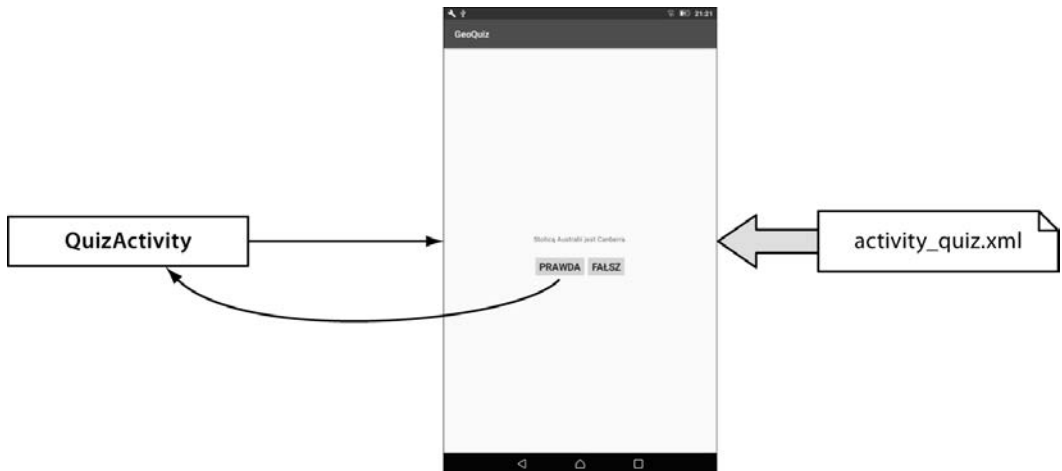 21:21
GeoQuiz
QuizActivity
Stolicą Australii jest Canberra.
PRAWDA FAŁSZ
activity_quiz.xml